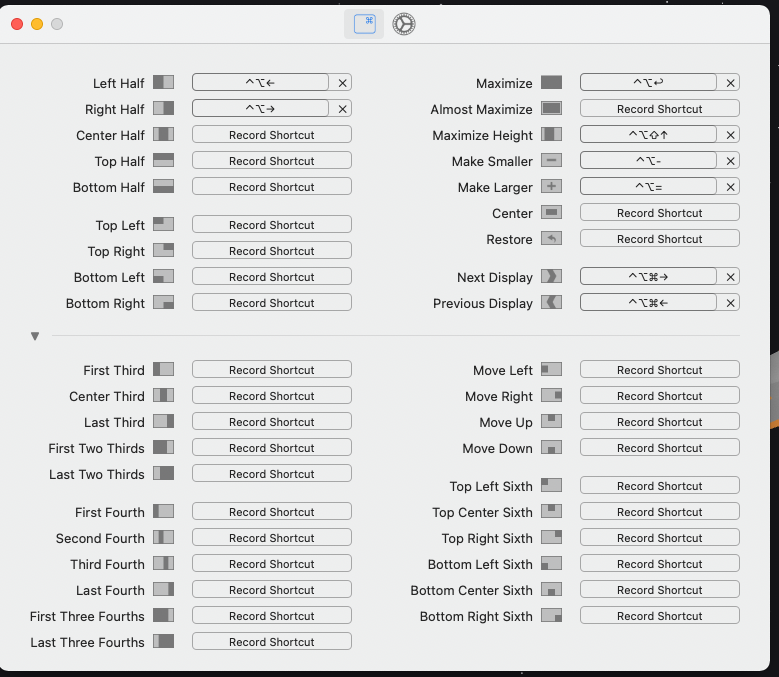 ⌘
Left Half ⌃⌥← ×
Right Half ⌃⌥→ ×
Center Half Record Shortcut
Top Half Record Shortcut
Bottom Half Record Shortcut
Top Left Record Shortcut
Top Right Record Shortcut
Bottom Left Record Shortcut
Bottom Right Record Shortcut
Maximize ⌃⌥↩ ×
Almost Maximize Record Shortcut
Maximize Height ⌃⌥⇧↑ ×
Make Smaller ⌃⌥- ×
Make Larger ⌃⌥= ×
Center Record Shortcut
Restore Record Shortcut
Next Display ⌃⌥⌘→ ×
Previous Display ⌃⌥⌘← ×
▼
First Third Record Shortcut
Center Third Record Shortcut
Last Third Record Shortcut
First Two Thirds Record Shortcut
Last Two Thirds Record Shortcut
First Fourth Record Shortcut
Second Fourth Record Shortcut
Third Fourth Record Shortcut
Last Fourth Record Shortcut
First Three Fourths Record Shortcut
Last Three Fourths Record Shortcut
Move Left Record Shortcut
Move Right Record Shortcut
Move Up Record Shortcut
Move Down Record Shortcut
Top Left Sixth Record Shortcut
Top Center Sixth Record Shortcut
Top Right Sixth Record Shortcut
Bottom Left Sixth Record Shortcut
Bottom Center Sixth Record Shortcut
Bottom Right Sixth Record Shortcut